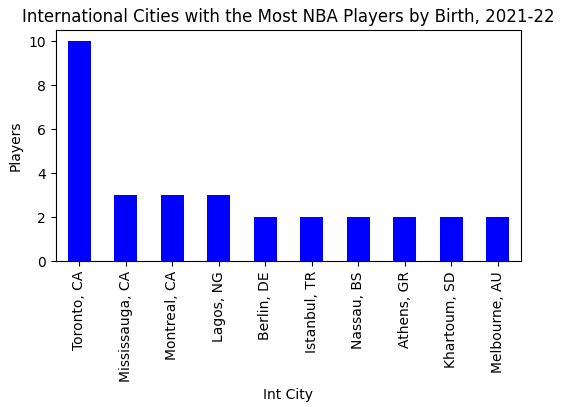 International Cities with the Most NBA Players by Birth, 2021-22
Players
10
8
6
4
2
0
Toronto, CA
Mississauga, CA
Montreal, CA
Lagos, NG
Berlin, DE
Istanbul, TR
Nassau, BS
Athens, GR
Khartoum, SD
Melbourne, AU
Int City